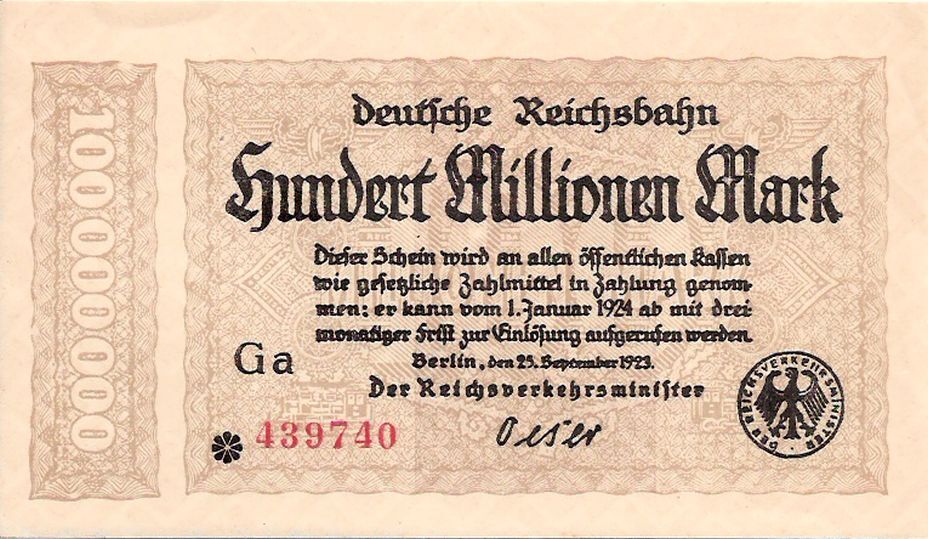 100000000
Deutsche Reichsbahn
Hundert Millionen Mark
Dieser Schein wird an allen öffentlichen Kassen
wie gesetzliche Zahlmittel in Zahlung genom-
men; er kann vom 1. Januar 1924 ab mit drei-
monatiger Frist zur Einlösung aufgerufen werden.
Berlin, den 25. September 1923.
Der Reichsverkehrsminister
Ga
439740
Oeser
DER REICHSVERKEHRSMINISTER